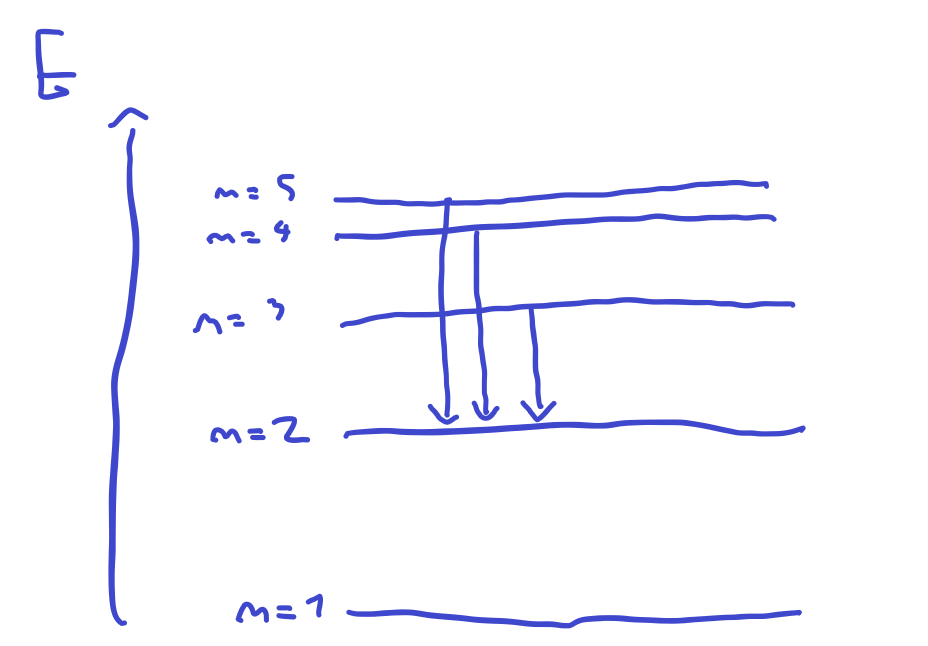 E
n = 5
n = 4
n = 3
n = 2
n = 1